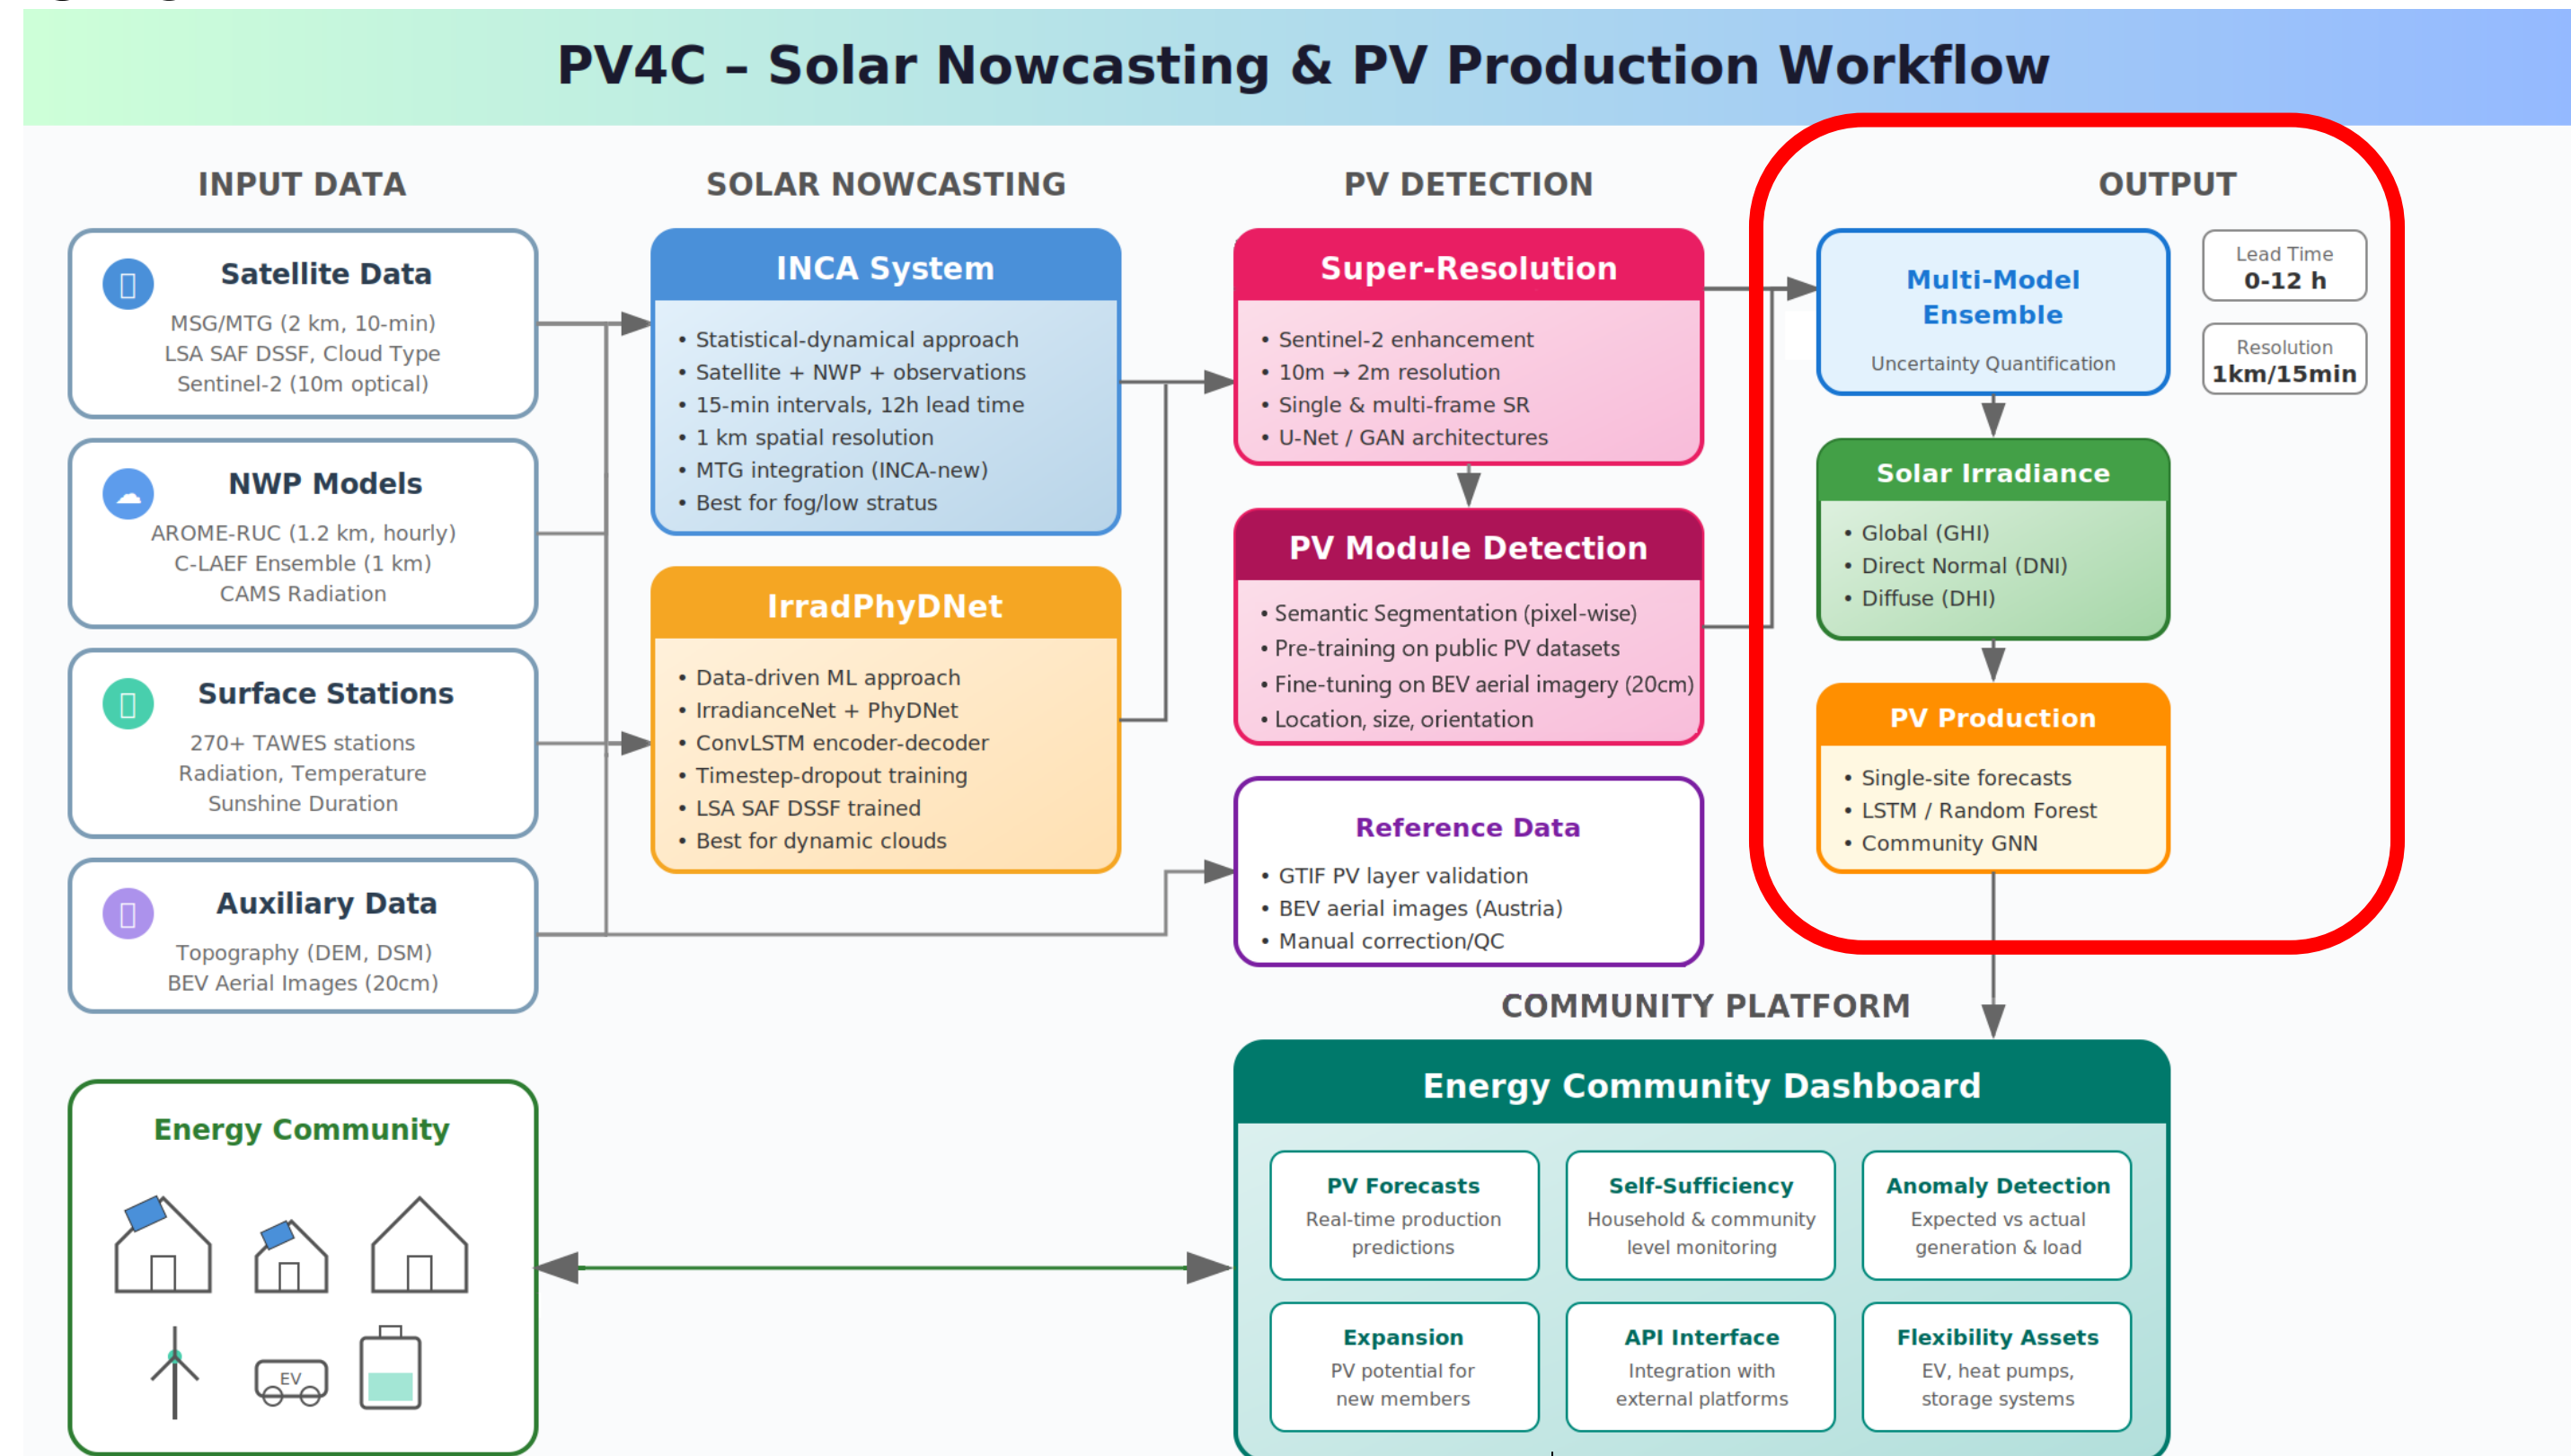 PV4C – Solar Nowcasting & PV Production Workflow
INPUT DATA
Satellite Data
MSG/MTG (2 km, 10-min)
LSA SAF DSSF, Cloud Type
Sentinel-2 (10m optical)
NWP Models
AROME-RUC (1.2 km, hourly)
C-LAEF Ensemble (1 km)
CAMS Radiation
Surface Stations
270+ TAWES stations
Radiation, Temperature
Sunshine Duration
Auxiliary Data
Topography (DEM, DSM)
BEV Aerial Images (20cm)
SOLAR NOWCASTING
INCA System
• Statistical-dynamical approach
• Satellite + NWP + observations
• 15-min intervals, 12h lead time
• 1 km spatial resolution
• MTG integration (INCA-new)
• Best for fog/low stratus
IrradPhyDNet
• Data-driven ML approach
• IrradianceNet + PhyDNet
• ConvLSTM encoder-decoder
• Timestep-dropout training
• LSA SAF DSSF trained
• Best for dynamic clouds
PV DETECTION
Super-Resolution
• Sentinel-2 enhancement
• 10m → 2m resolution
• Single & multi-frame SR
• U-Net / GAN architectures
PV Module Detection
• Semantic Segmentation (pixel-wise)
• Pre-training on public PV datasets
• Fine-tuning on BEV aerial imagery (20cm)
• Location, size, orientation
Reference Data
• GTIF PV layer validation
• BEV aerial images (Austria)
• Manual correction/QC
OUTPUT
Multi-Model
Ensemble
Uncertainty Quantification
Lead Time
0-12 h
Resolution
1km/15min
Solar Irradiance
• Global (GHI)
• Direct Normal (DNI)
• Diffuse (DHI)
PV Production
• Single-site forecasts
• LSTM / Random Forest
• Community GNN
COMMUNITY PLATFORM
Energy Community Dashboard
PV Forecasts
Real-time production
predictions
Self-Sufficiency
Household & community
level monitoring
Anomaly Detection
Expected vs actual
generation & load
Expansion
PV potential for
new members
API Interface
Integration with
external platforms
Flexibility Assets
EV, heat pumps,
storage systems
Energy Community
EV